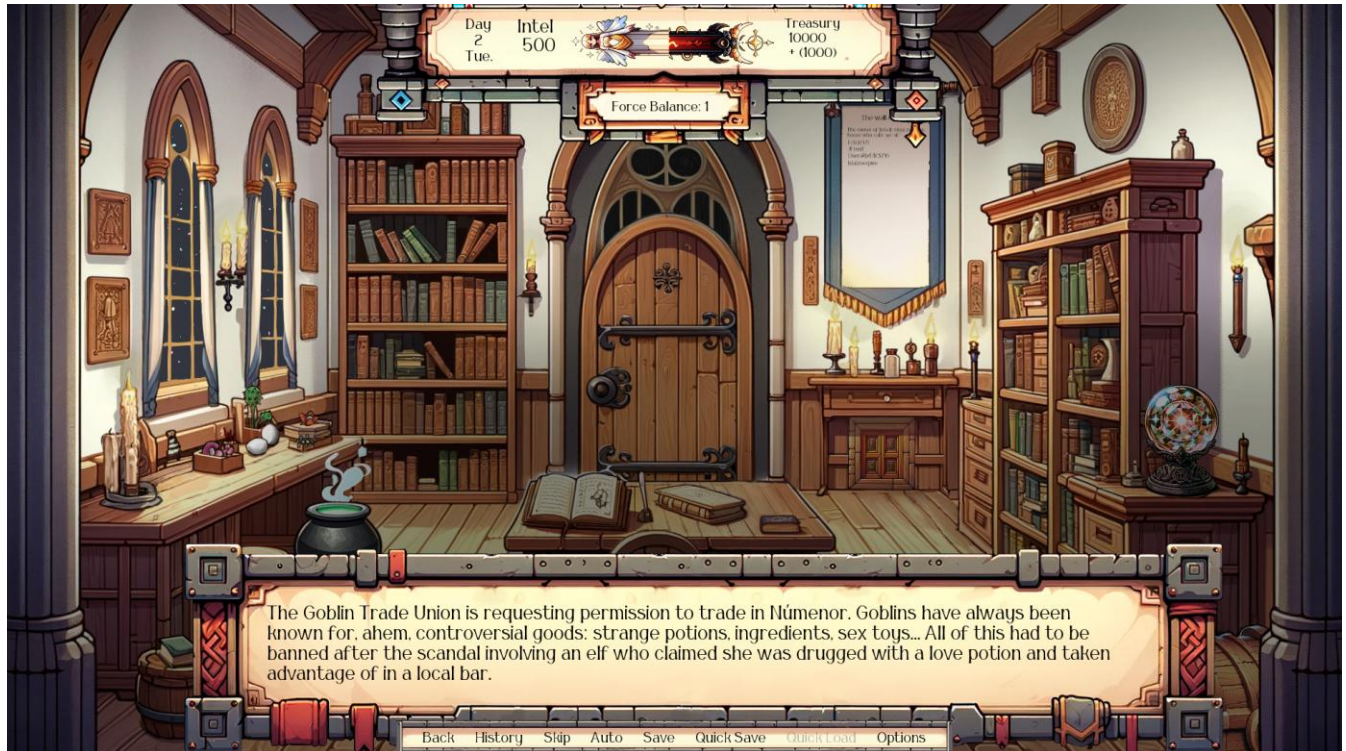 Day
2
Tue.
Intel
500
Treasury
10000
+ (1000)
Force Balance: 1
The wall
The Goblin Trade Union is requesting permission to trade in Númenor. Goblins have always been
known for, ahem, controversial goods: strange potions, ingredients, sex toys... All of this had to be
banned after the scandal involving an elf who claimed she was drugged with a love potion and taken
advantage of in a local bar.
Back History Skip Auto Save Quick Save Quick Load Options